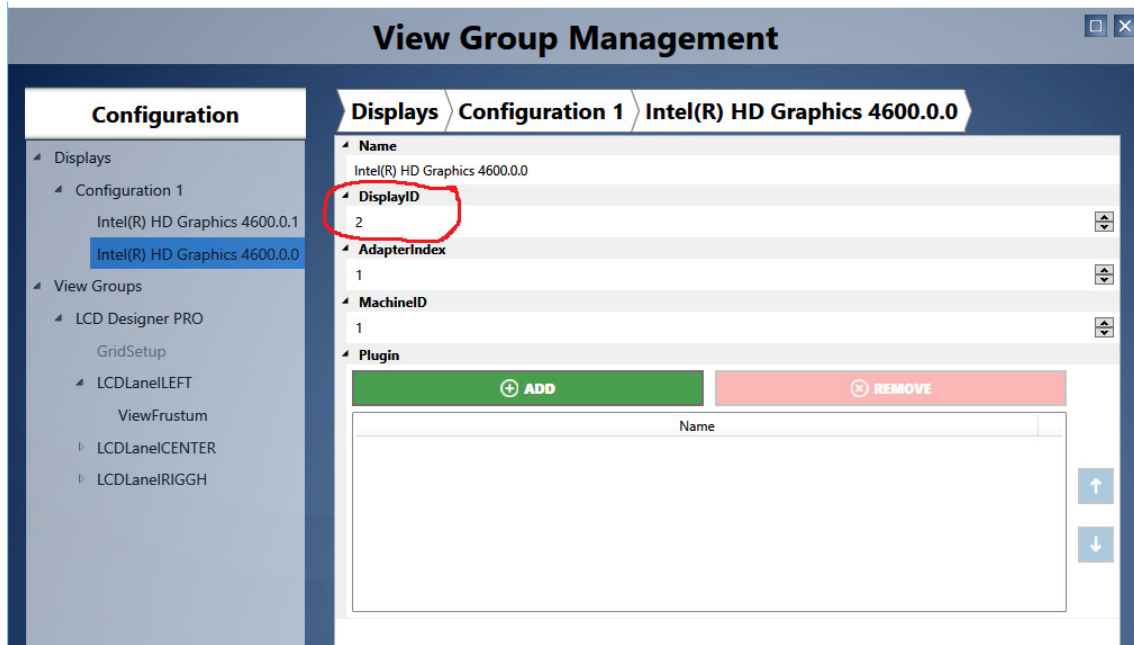 View Group Management
Configuration
Displays
Configuration 1
Intel(R) HD Graphics 4600.0.1
Intel(R) HD Graphics 4600.0.0
View Groups
LCD Designer PRO
GridSetup
LCDLanelLEFT
ViewFrustum
LCDLanelCENTER
LCDLanelRIGGH
Displays Configuration 1 Intel(R) HD Graphics 4600.0.0
Name
Intel(R) HD Graphics 4600.0.0
DisplayID
2
AdapterIndex
1
MachineID
1
Plugin
ADD REMOVE
Name